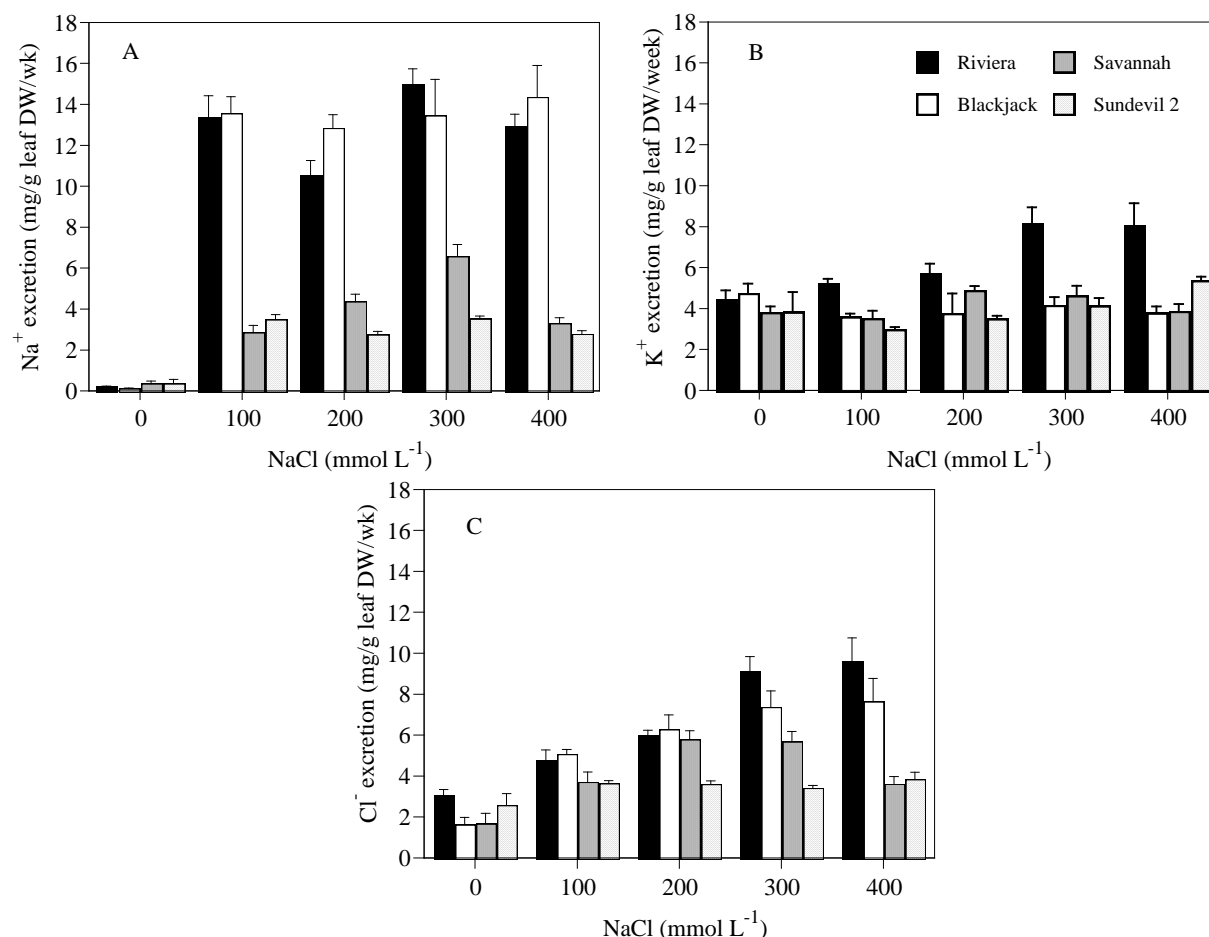 A
18
16
14
12
10
8
6
4
2
0
Na+ excretion (mg/g leaf DW/wk)
0 100 200 300 400
NaCl (mmol L-1)
B
Riviera Savannah
Blackjack Sundevil 2
18
16
14
12
10
8
6
4
2
0
K+ excretion (mg/g leaf DW/week)
0 100 200 300 400
NaCl (mmol L-1)
C
18
16
14
12
10
8
6
4
2
0
Cl- excretion (mg/g leaf DW/wk)
0 100 200 300 400
NaCl (mmol L-1)